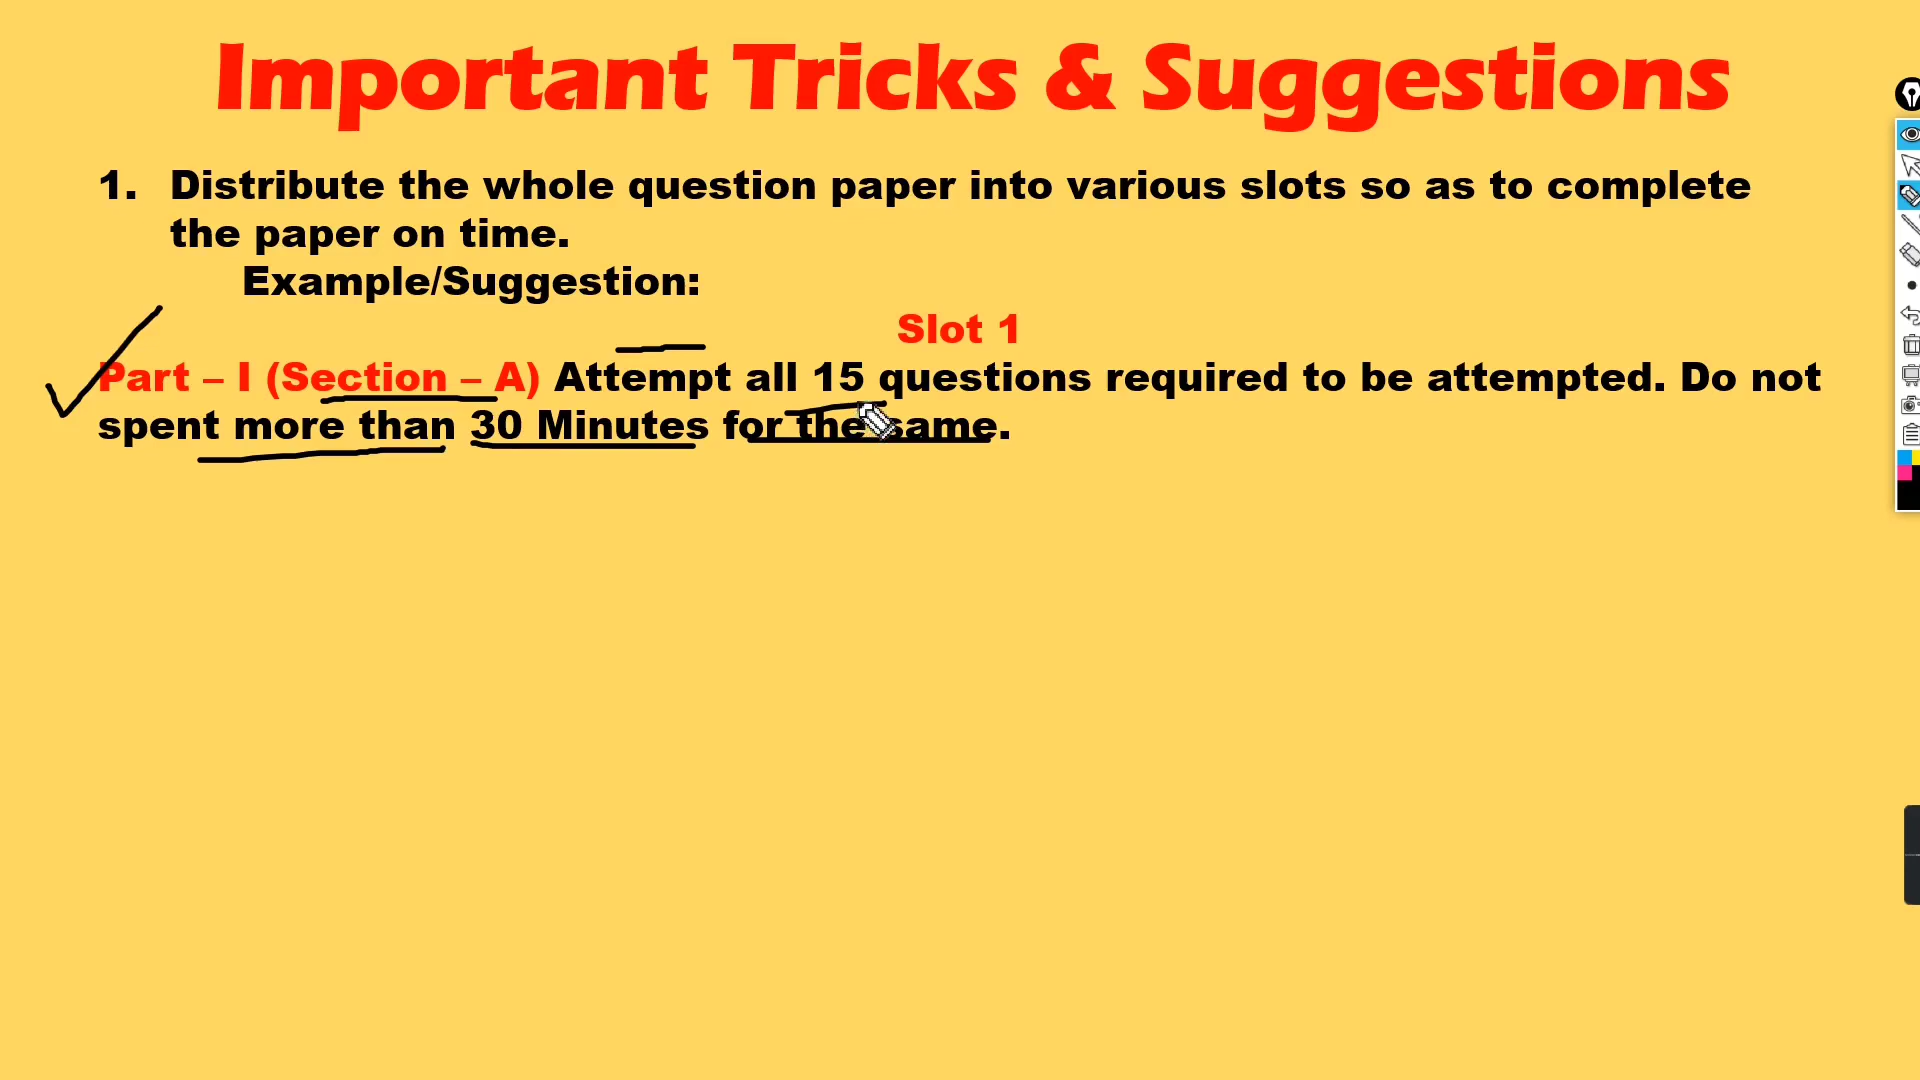 Important Tricks & Suggestions
1. Distribute the whole question paper into various slots so as to complete
the paper on time.
Example/Suggestion:
Slot 1
Part – I (Section – A) Attempt all 15 questions required to be attempted. Do not
spent more than 30 Minutes for the same.